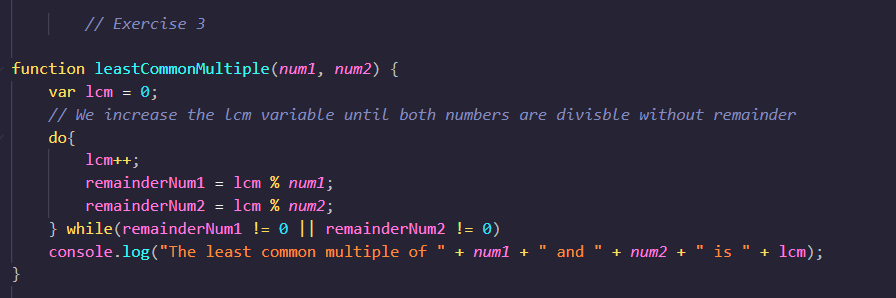 // Exercise 3
function leastCommonMultiple(num1, num2) {
var lcm = 0;
// We increase the lcm variable until both numbers are divisble without remainder
do{
lcm++;
remainderNum1 = lcm % num1;
remainderNum2 = lcm % num2;
} while(remainderNum1 != 0 || remainderNum2 != 0)
console.log("The least common multiple of " + num1 + " and " + num2 + " is " + lcm);
}